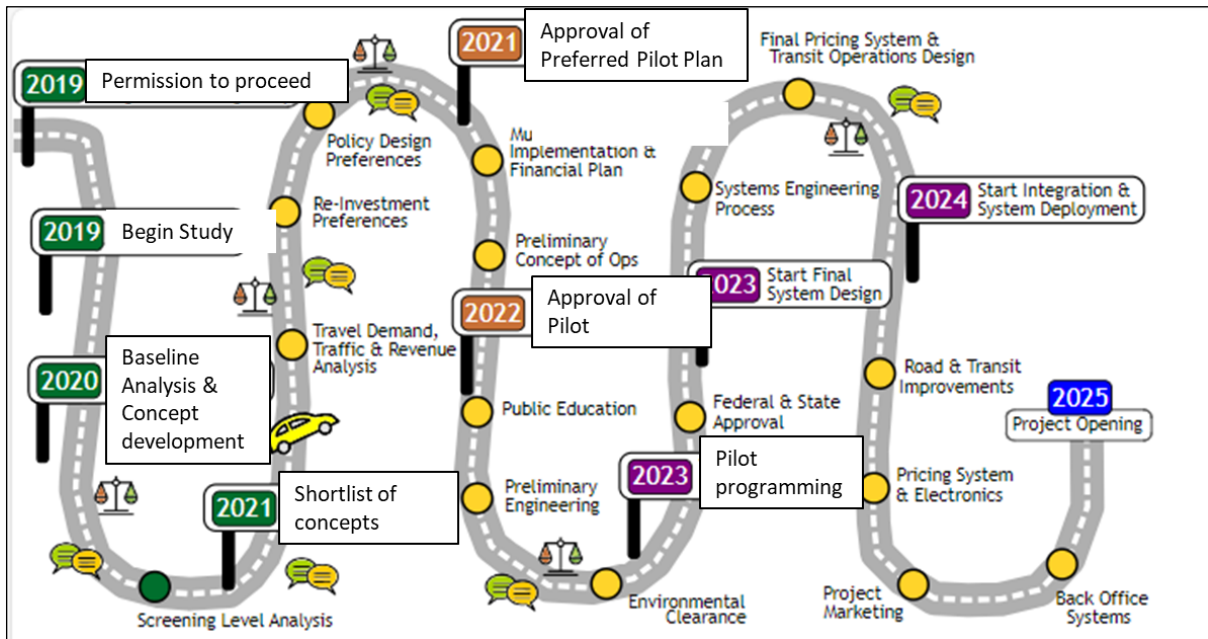 2019
Permission to proceed
2019
Begin Study
2020
Baseline
Analysis &
Concept
development
Screening Level Analysis
2021
Shortlist of
concepts
Travel Demand,
Traffic & Revenue
Analysis
Re-Investment
Preferences
Policy Design
Preferences
2021
Approval of
Preferred Pilot Plan
Mu
Implementation &
Financial Plan
Preliminary
Concept of Ops
2022
Approval of
Pilot
Public Education
Preliminary
Engineering
Environmental
Clearance
2023
Pilot
programming
Federal & State
Approval
2023
Start Final
System Design
Systems Engineering
Process
Final Pricing System &
Transit Operations Design
2024
Start Integration &
System Deployment
Road & Transit
Improvements
Pricing System
& Electronics
Project
Marketing
Back Office
Systems
2025
Project Opening